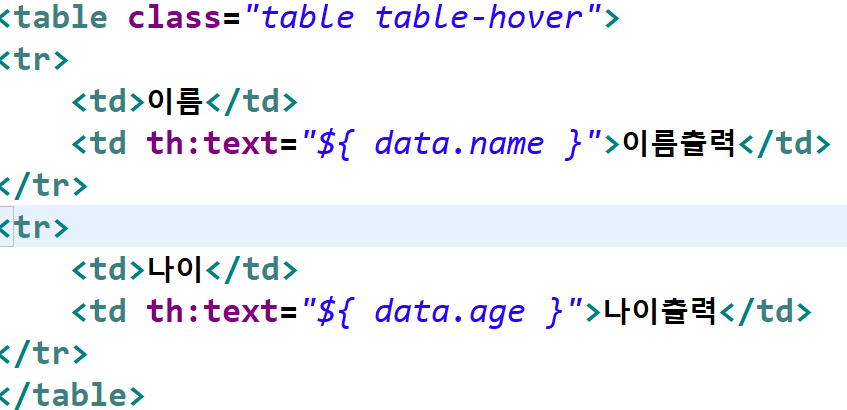 <table class="table table-hover">
<tr>
    <td>이름</td>
    <td th:text="${ data.name }">이름출력</td>
</tr>
<tr>
    <td>나이</td>
    <td th:text="${ data.age }">나이출력</td>
</tr>
</table>